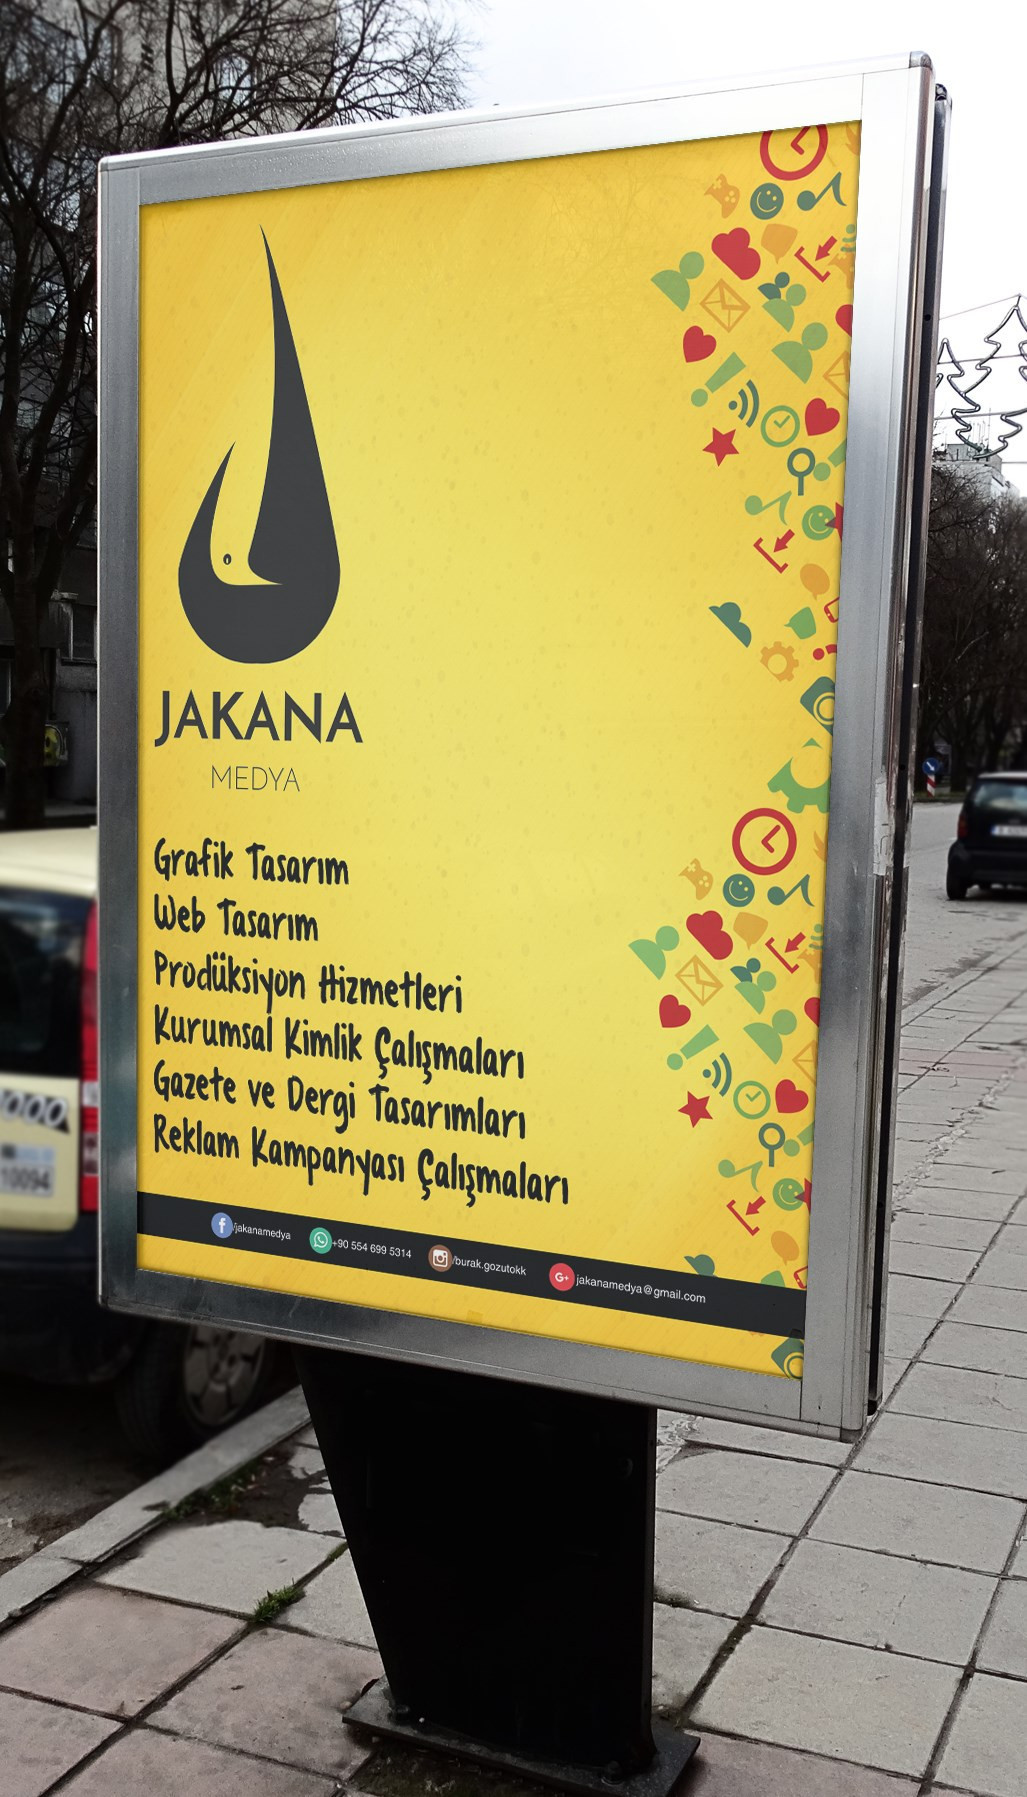 JAKANA
MEDYA
Grafik Tasarım
Web Tasarım
Prodüksiyon Hizmetleri
Kurumsal Kimlik Çalışmaları
Gazete ve Dergi Tasarımları
Reklam Kampanyası Çalışmaları
/jakanamedya +90 554 699 5314 /burak.gozutokk G+ jakanamedya@gmail.com
10094